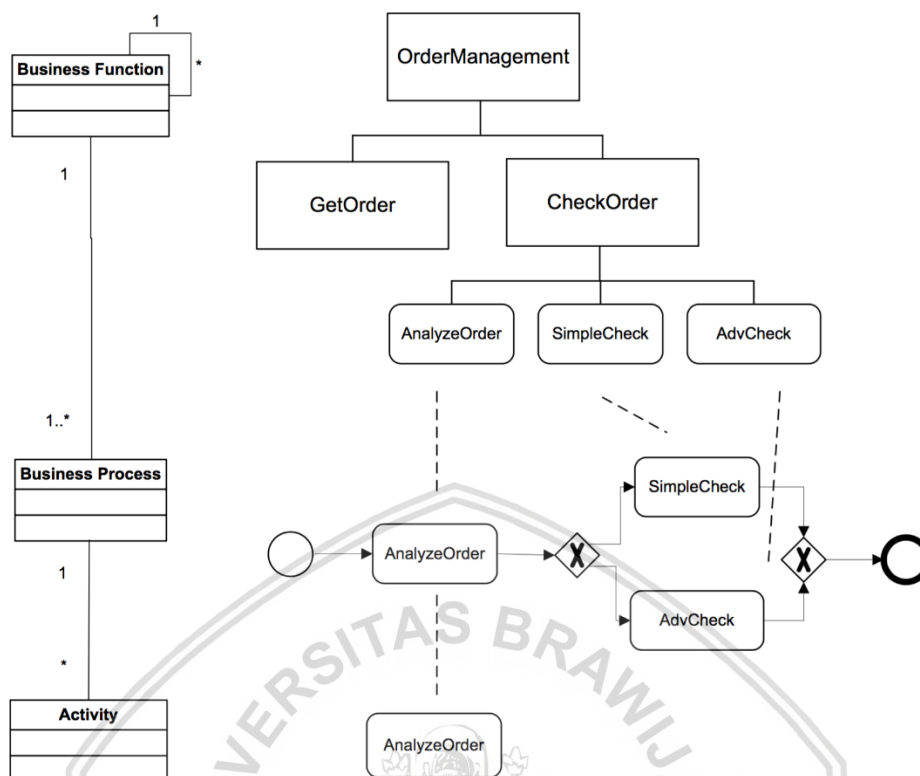 1
Business Function
*
OrderManagement
1
GetOrder
CheckOrder
AnalyzeOrder
SimpleCheck
AdvCheck
1..*
Business Process
SimpleCheck
X
X
AnalyzeOrder
1
AdvCheck
*
Activity
AnalyzeOrder
VERSITAS BRAWIJ